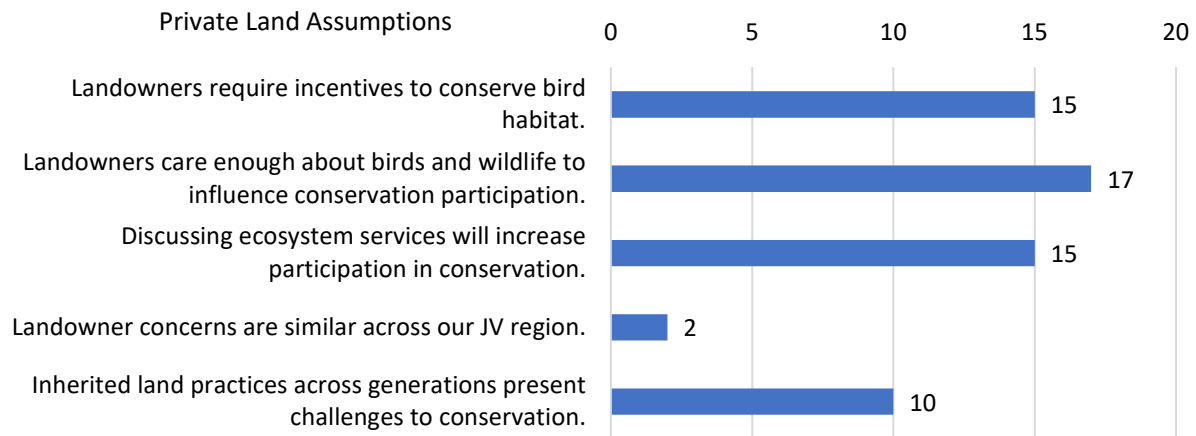 Private Land Assumptions
0 5 10 15 20
Landowners require incentives to conserve bird
habitat.
15
Landowners care enough about birds and wildlife to
influence conservation participation.
17
Discussing ecosystem services will increase
participation in conservation.
15
Landowner concerns are similar across our JV region.
2
Inherited land practices across generations present
challenges to conservation.
10